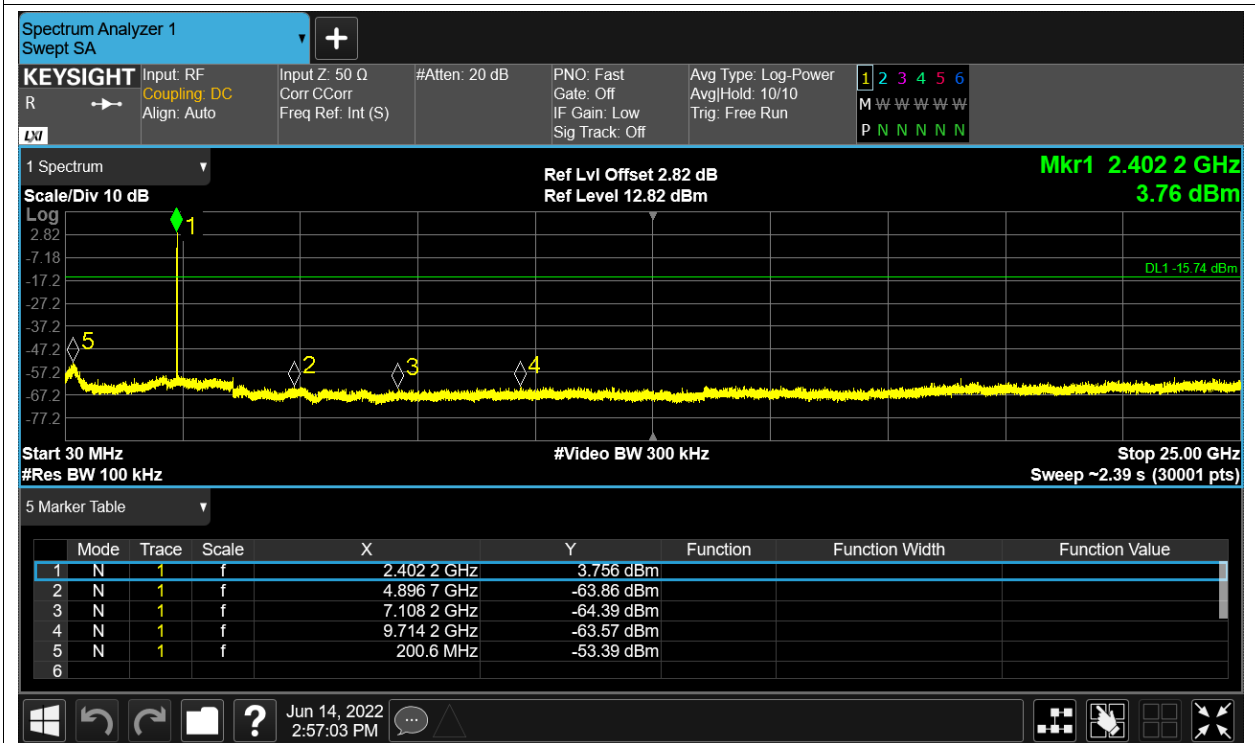 Spectrum Analyzer 1
Swept SA
KEYSIGHT
R
LXI
Input: RF
Coupling: DC
Align: Auto
Input Z: 50 Ω
Corr CCorr
Freq Ref: Int (S)
#Atten: 20 dB
PNO: Fast
Gate: Off
IF Gain: Low
Sig Track: Off
Avg Type: Log-Power
Avg|Hold: 10/10
Trig: Free Run
1 2 3 4 5 6
M W W W W W
P N N N N N
1 Spectrum
Scale/Div 10 dB
Ref Lvl Offset 2.82 dB
Ref Level 12.82 dBm
Mkr1 2.402 2 GHz
3.76 dBm
Log
2.82
-7.18
-17.2
-27.2
-37.2
-47.2
-57.2
-67.2
-77.2
1
DL1 -15.74 dBm
5
2
3
4
Start 30 MHz
#Video BW 300 kHz
Stop 25.00 GHz
#Res BW 100 kHz
Sweep ~2.39 s (30001 pts)
5 Marker Table
Mode Trace Scale X Y Function Function Width Function Value
1 N 1 f 2.402 2 GHz 3.756 dBm
2 N 1 f 4.896 7 GHz -63.86 dBm
3 N 1 f 7.108 2 GHz -64.39 dBm
4 N 1 f 9.714 2 GHz -63.57 dBm
5 N 1 f 200.6 MHz -53.39 dBm
6
?
Jun 14, 2022
2:57:03 PM